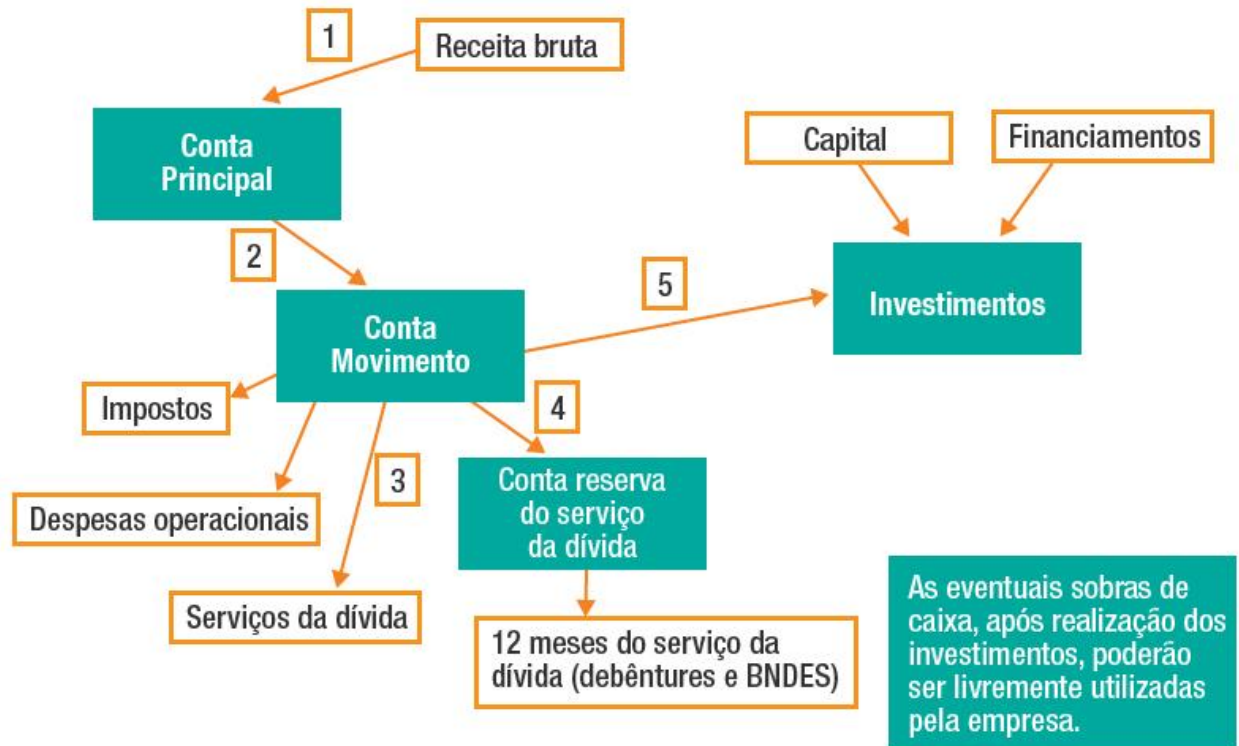 1
Receita bruta
Conta
Principal
Capital
Financiamentos
2
5
Investimentos
Conta
Movimento
Impostos
4
3
Conta reserva
do serviço
da dívida
Despesas operacionais
Serviços da dívida
12 meses do serviço da
dívida (debêntures e BNDES)
As eventuais sobras de
caixa, após realização dos
investimentos, poderão
ser livremente utilizadas
pela empresa.